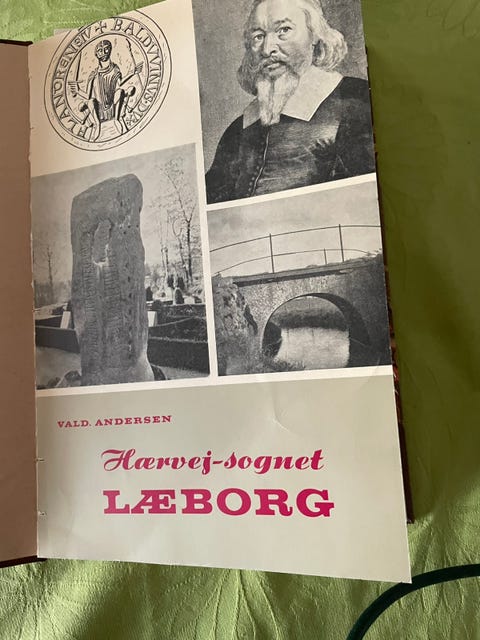 VALD. ANDERSEN
Hærvej-sognet
LÆBORG